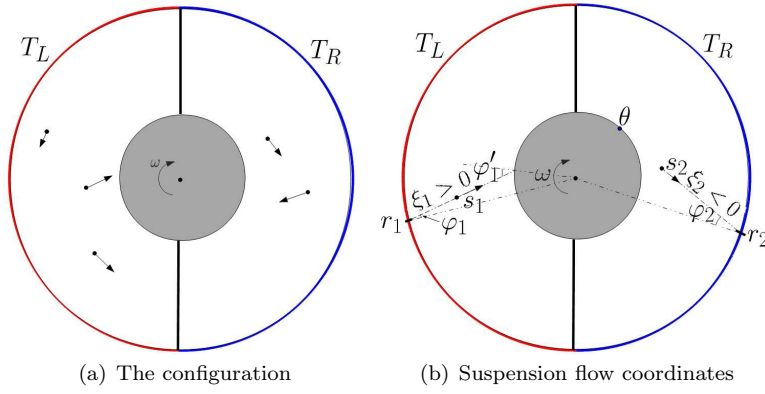 T_L
T_R
ω
(a) The configuration
T_L
T_R
θ
ω
φ′_1
ξ_1 > 0
s_1
r_1
φ_1
s_2
ξ_2 < 0
φ_2
r_2
(b) Suspension flow coordinates